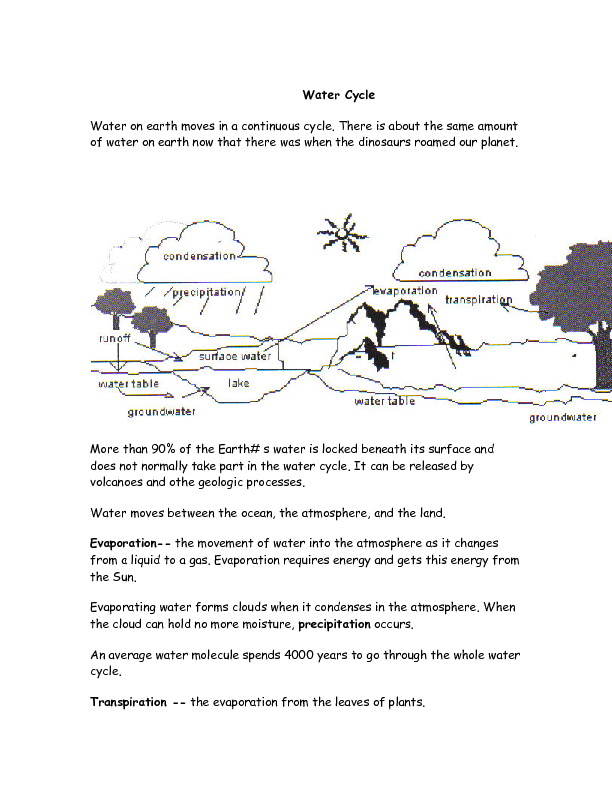 Water Cycle
Water on earth moves in a continuous cycle. There is about the same amount
of water on earth now that there was when the dinosaurs roamed our planet.
condensation
condensation
precipitation
evaporation
transpiration
runoff
surface water
water table
lake
groundwater
water table
groundwater
More than 90% of the Earth# s water is locked beneath its surface and
does not normally take part in the water cycle. It can be released by
volcanoes and othe geologic processes.
Water moves between the ocean, the atmosphere, and the land.
Evaporation-- the movement of water into the atmosphere as it changes
from a liquid to a gas. Evaporation requires energy and gets this energy from
the Sun.
Evaporating water forms clouds when it condenses in the atmosphere. When
the cloud can hold no more moisture, precipitation occurs.
An average water molecule spends 4000 years to go through the whole water
cycle.
Transpiration -- the evaporation from the leaves of plants.